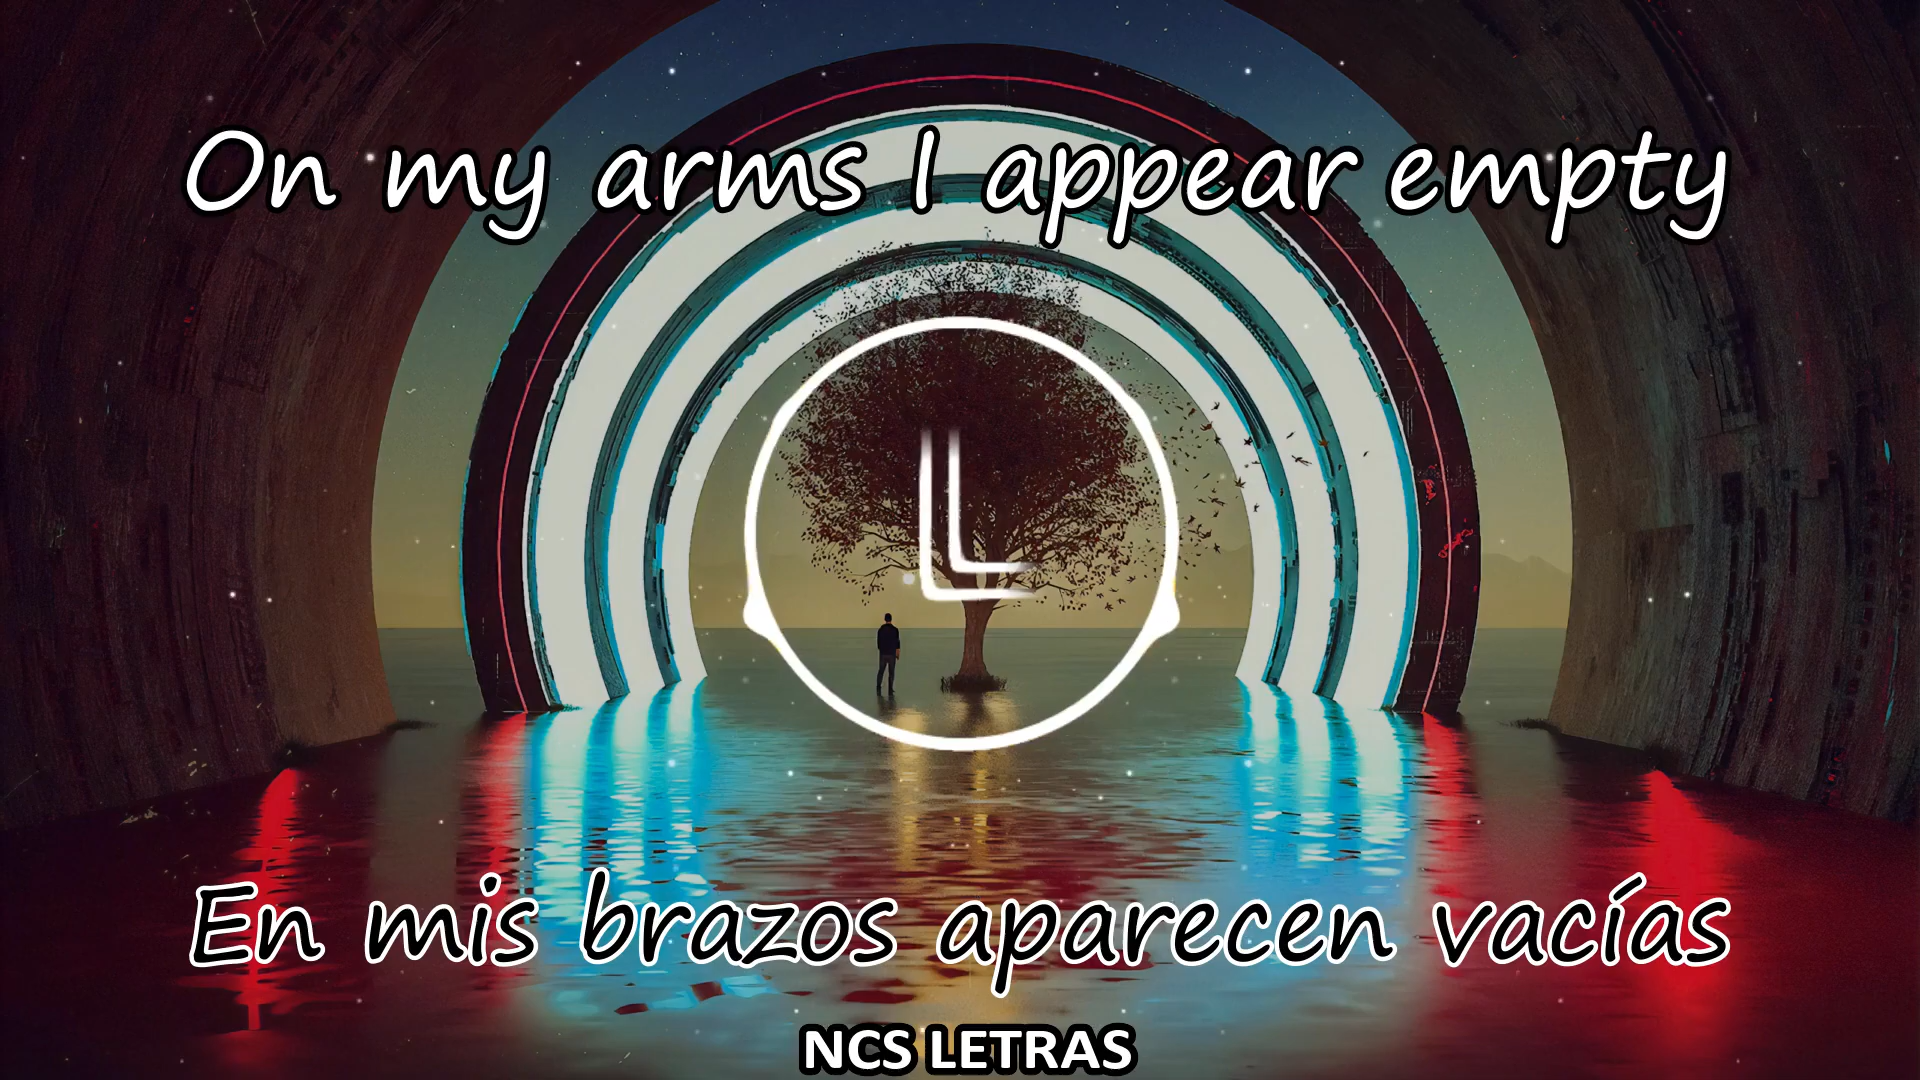 On my arms I appear empty
L
En mis brazos aparecen vacías
NCS LETRAS